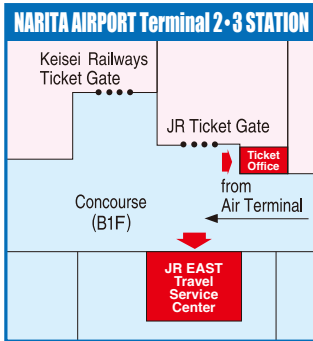 NARITA AIRPORT Terminal 2・3 STATION
Keisei Railways
Ticket Gate
JR Ticket Gate
Ticket
Office
from
Air Terminal
Concourse
(B1F)
JR EAST
Travel
Service
Center